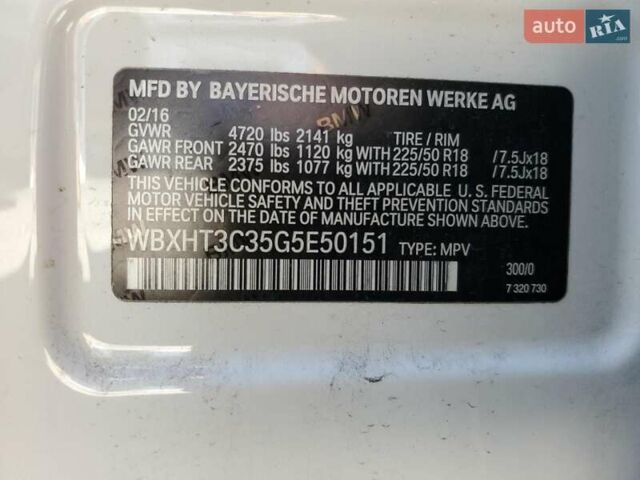 auto RIA .com
MFD BY BAYERISCHE MOTOREN WERKE AG
02/16
GVWR 4720 lbs 2141 kg TIRE / RIM
GAWR FRONT 2470 lbs 1120 kg WITH 225/50 R18 /7.5Jx18
GAWR REAR 2375 lbs 1077 kg WITH 225/50 R18 /7.5Jx18
THIS VEHICLE CONFORMS TO ALL APPLICABLE U. S. FEDERAL
MOTOR VEHICLE SAFETY AND THEFT PREVENTION STANDARDS
IN EFFECT ON THE DATE OF MANUFACTURE SHOWN ABOVE.
WBXHT3C35G5E50151 TYPE: MPV
300/0
7 320 730